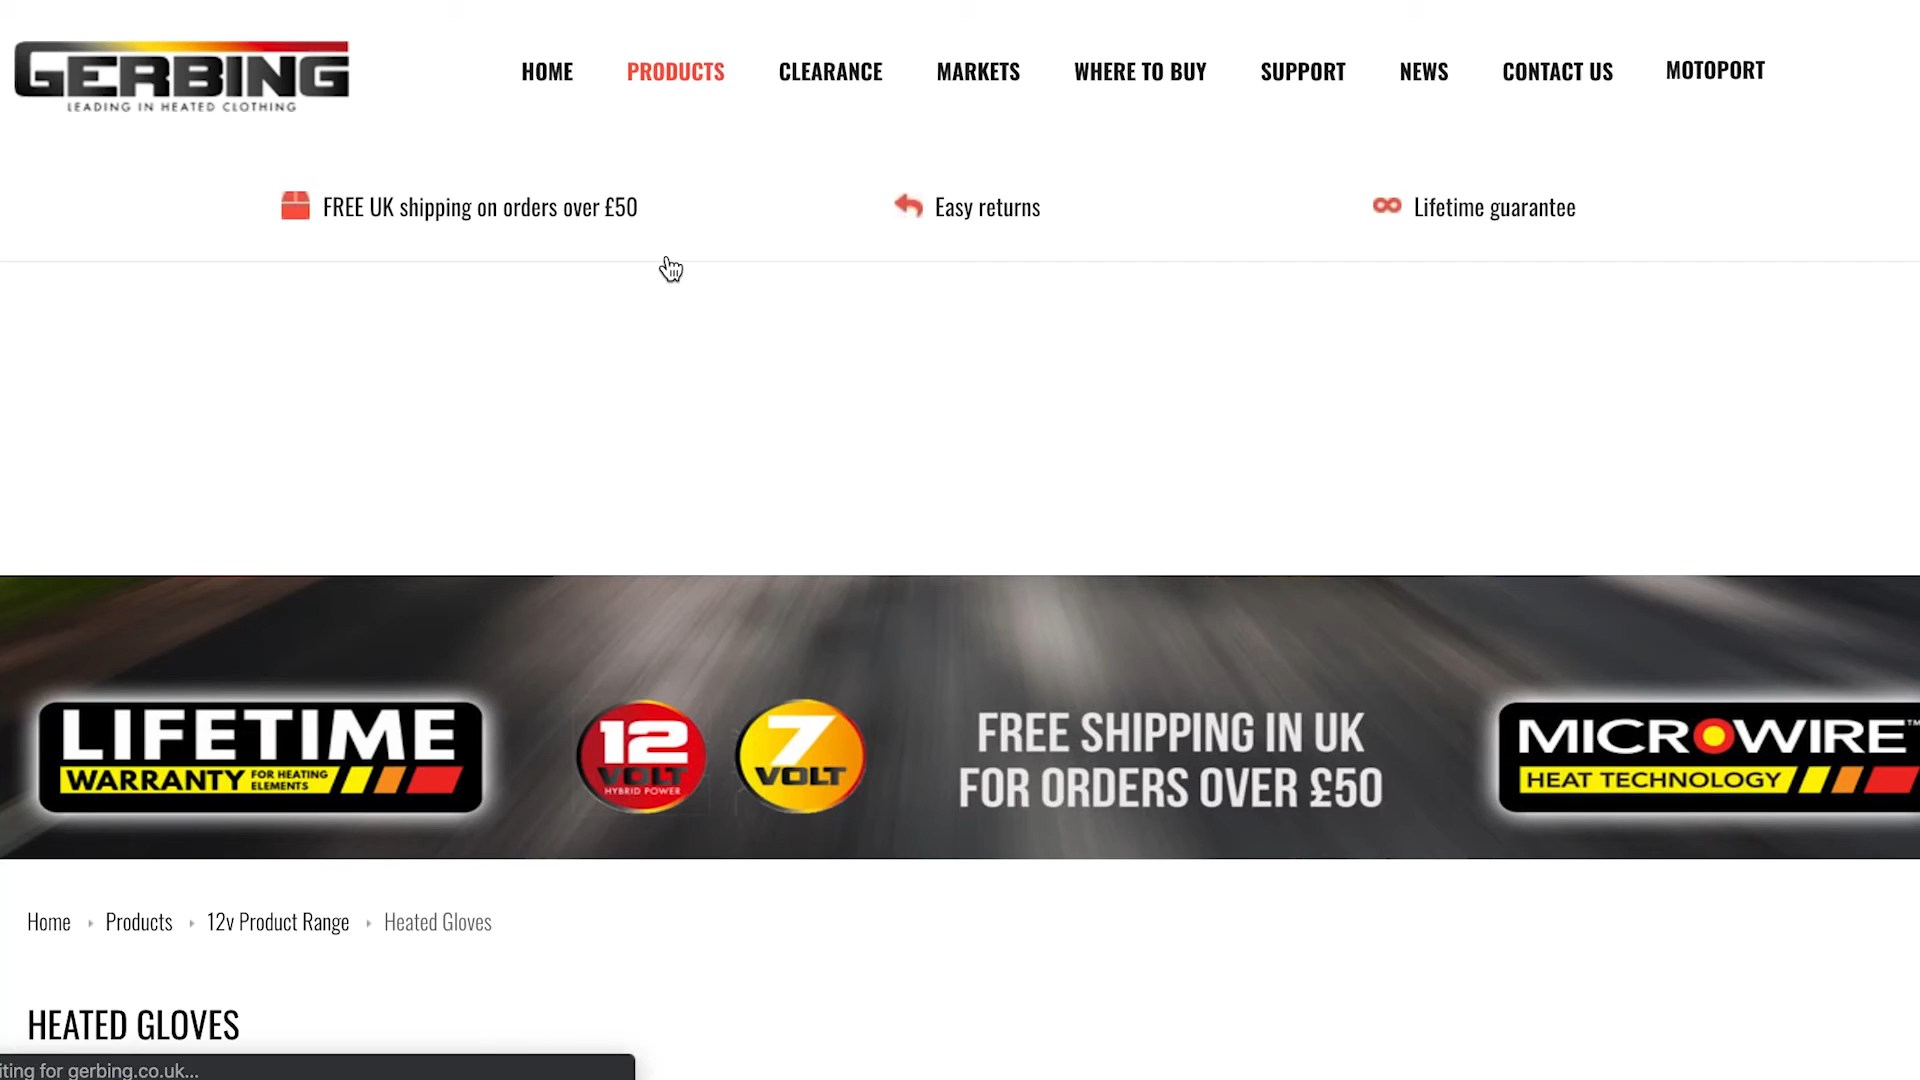 GERBING
LEADING IN HEATED CLOTHING
HOME PRODUCTS CLEARANCE MARKETS WHERE TO BUY SUPPORT NEWS CONTACT US MOTOPORT
FREE UK shipping on orders over £50 Easy returns Lifetime guarantee
LIFETIME
WARRANTY FOR HEATING ELEMENTS
12 VOLT HYBRID POWER
7 VOLT
FREE SHIPPING IN UK
FOR ORDERS OVER £50
MICROWIRE™
HEAT TECHNOLOGY
Home Products 12v Product Range Heated Gloves
HEATED GLOVES
iting for gerbing.co.uk...